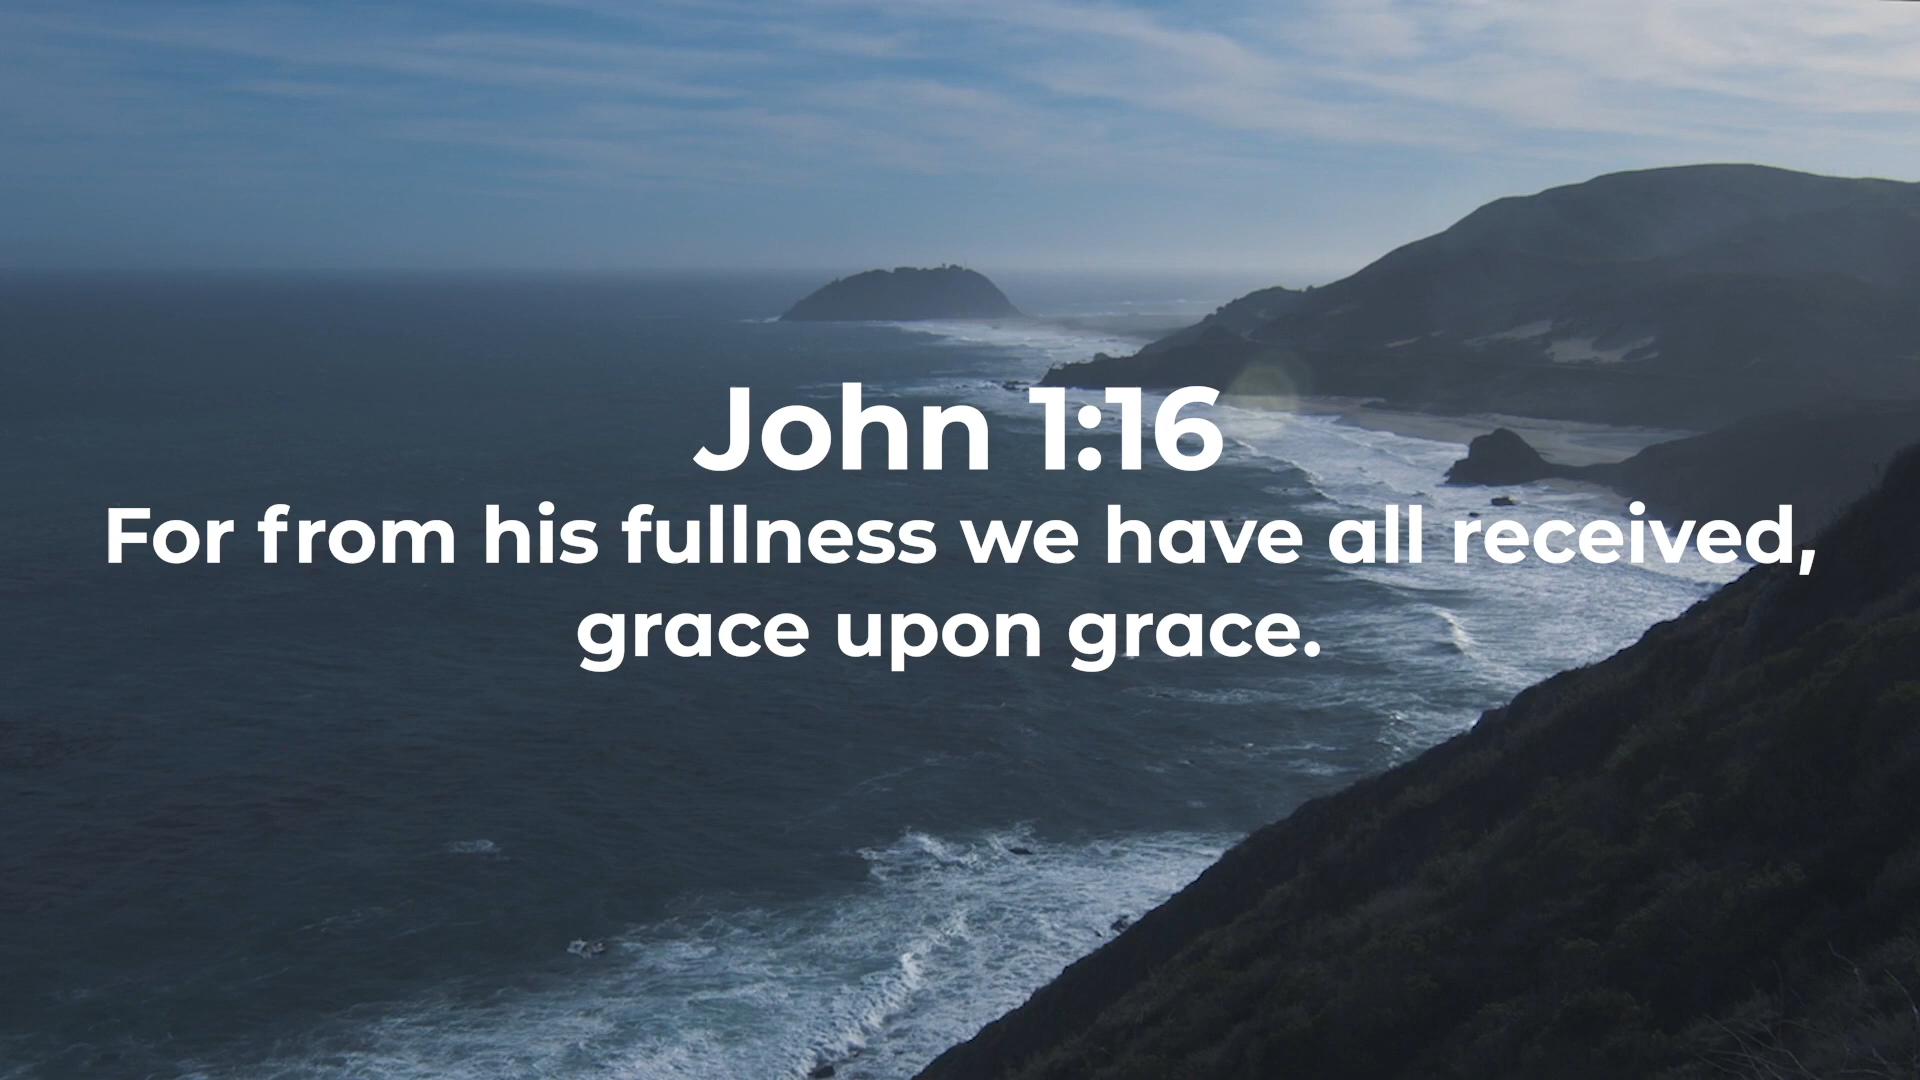 John 1:16
For from his fullness we have all received,
grace upon grace.